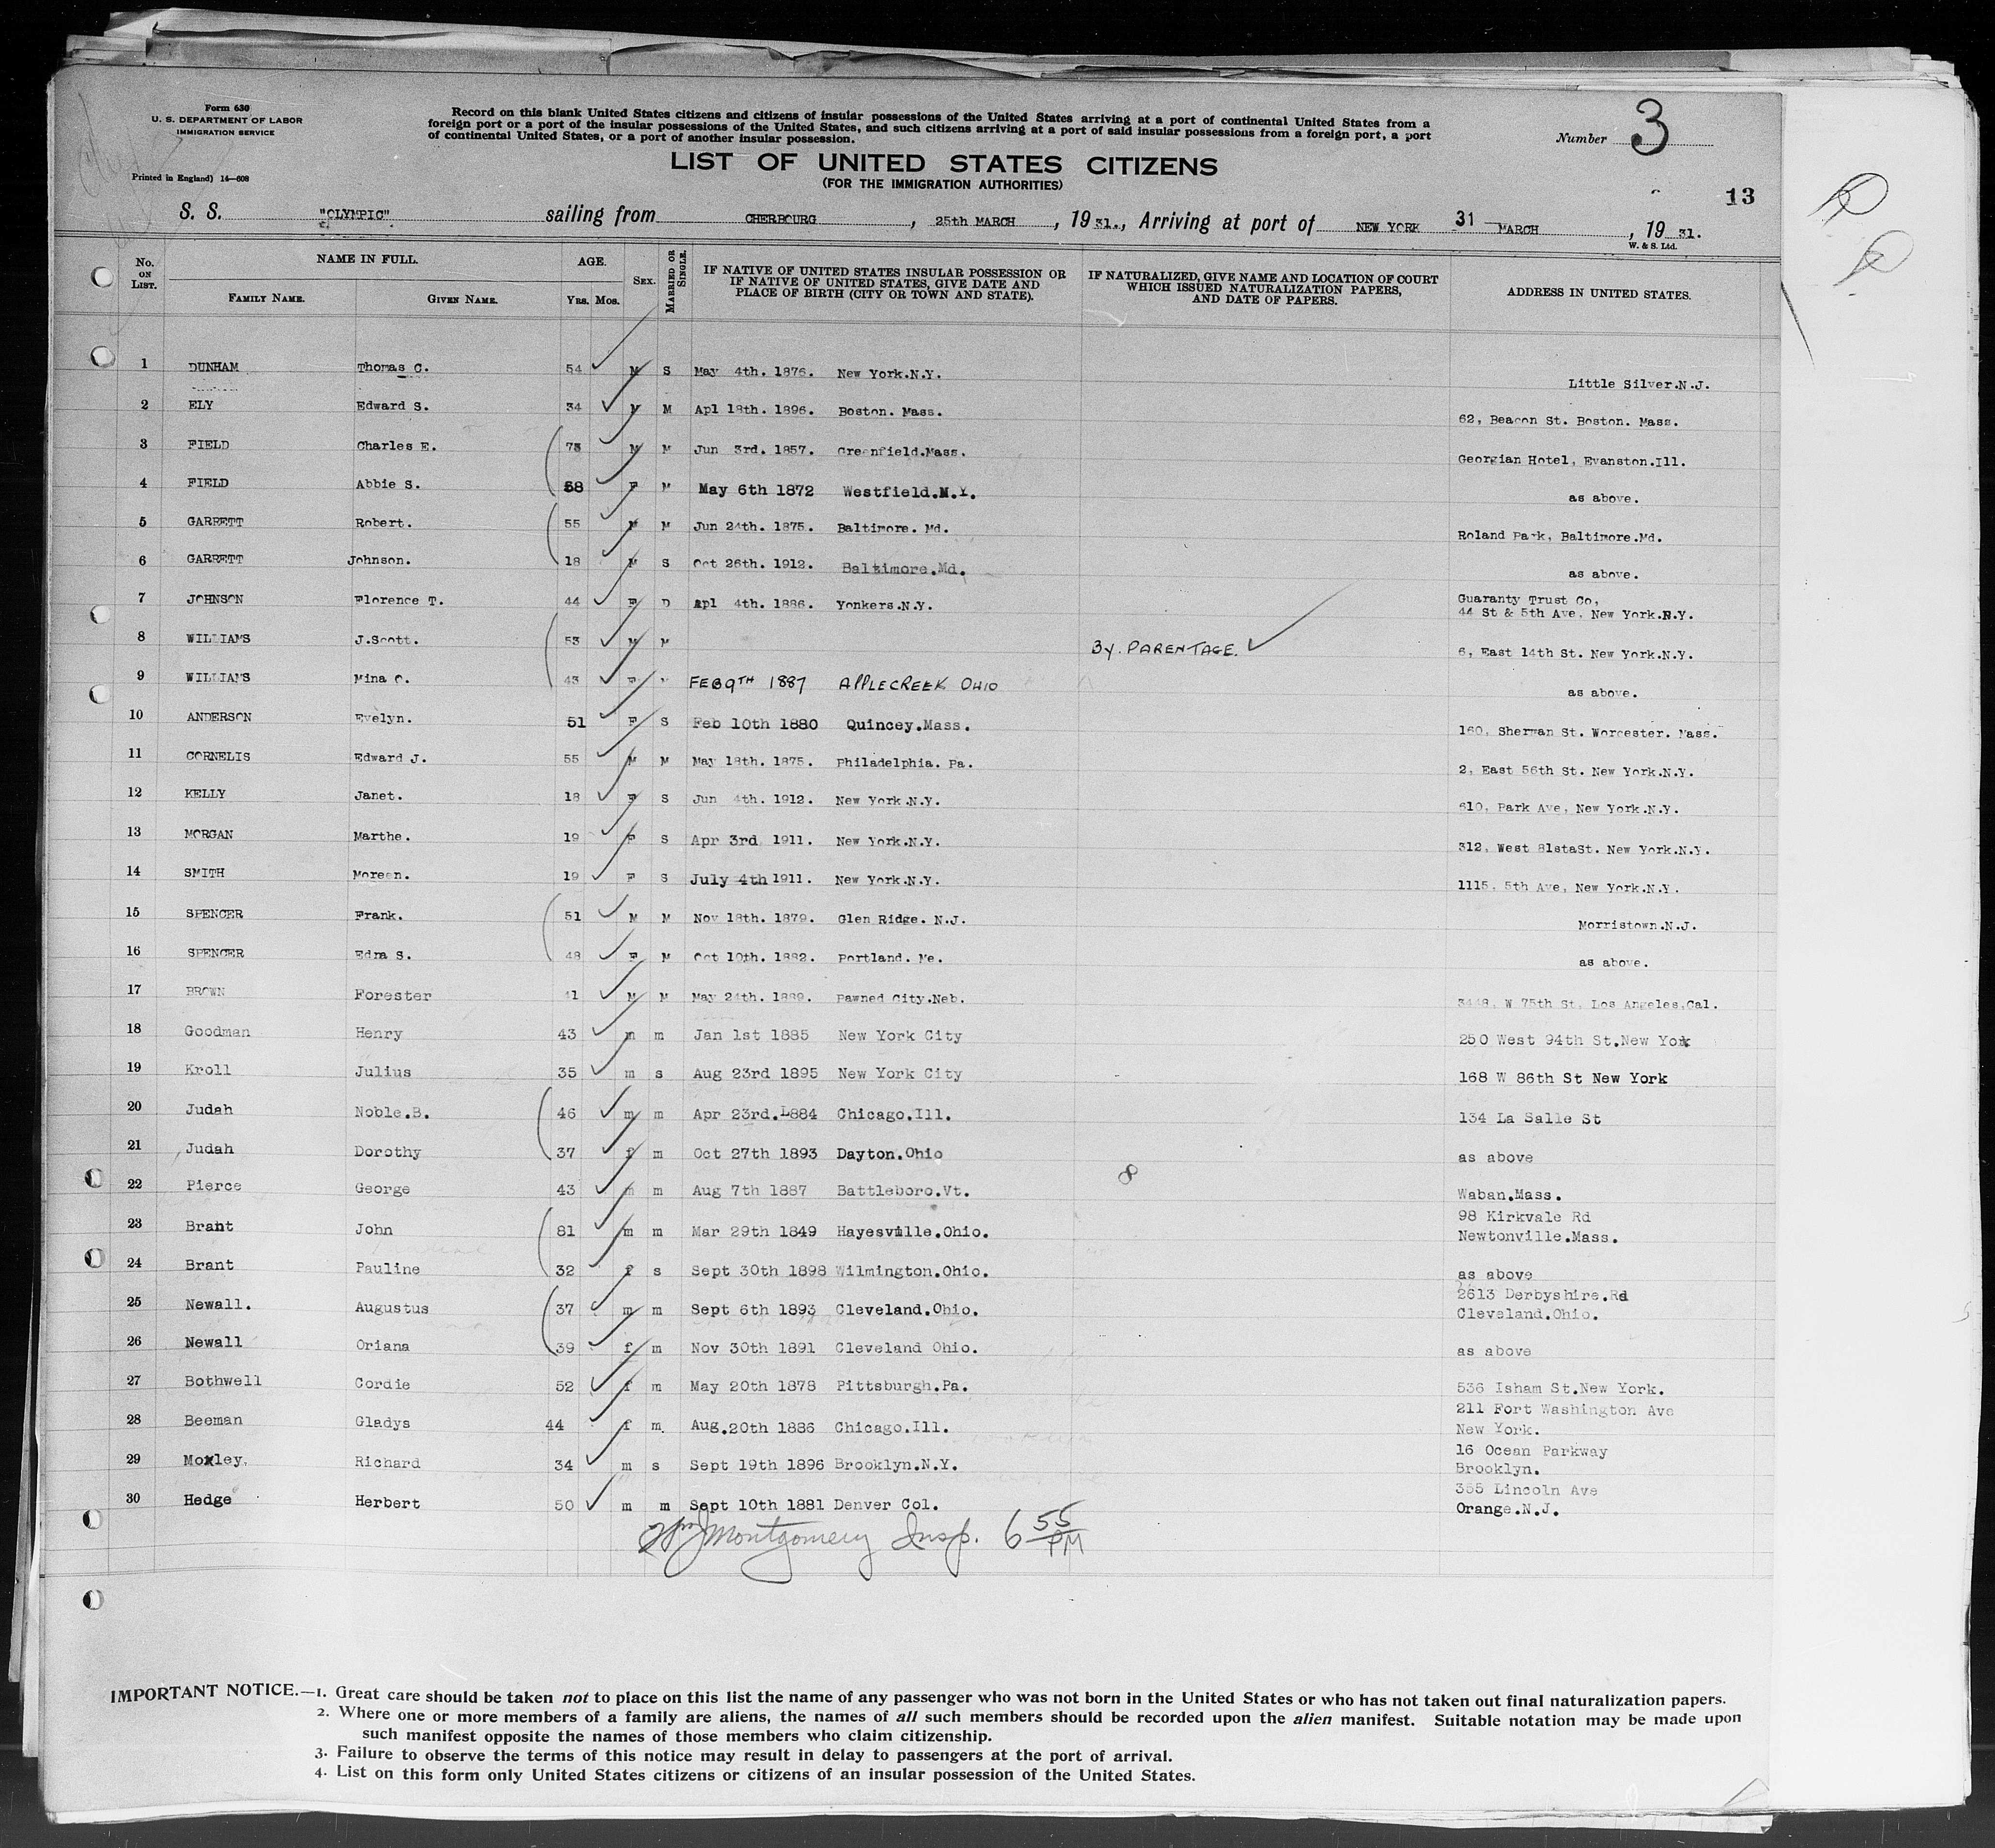 Form 630
U. S. DEPARTMENT OF LABOR
IMMIGRATION SERVICE
Printed in England) 14—608
Record on this blank United States citizens and citizens of insular possessions of the United States arriving at a port of continental United States from a
foreign port or a port of the insular possessions of the United States, and such citizens arriving at a port of said insular possessions from a foreign port, a port
of continental United States, or a port of another insular possession.
Number 3
LIST OF UNITED STATES CITIZENS
(FOR THE IMMIGRATION AUTHORITIES)
13
S. S. "OLYMPIC" sailing from CHERBOURG, 25th MARCH, 19 31., Arriving at port of NEW YORK 31 MARCH, 19 31.
W. & S. Ltd.
No. ON LIST. NAME IN FULL. FAMILY NAME. GIVEN NAME. AGE. YRS. MOS. SEX. MARRIED OR SINGLE. IF NATIVE OF UNITED STATES INSULAR POSSESSION OR IF NATIVE OF UNITED STATES, GIVE DATE AND PLACE OF BIRTH (CITY OR TOWN AND STATE). IF NATURALIZED, GIVE NAME AND LOCATION OF COURT WHICH ISSUED NATURALIZATION PAPERS, AND DATE OF PAPERS. ADDRESS IN UNITED STATES.
1 DUNHAM Thomas C. 54 M S May 4th. 1876. New York.N.Y. Little Silver.N.J.
2 ELY Edward S. 34 M M Apl 18th. 1896. Boston. Mass. 62, Beacon St. Boston. Mass.
3 FIELD Charles E. 73 M M Jun 3rd. 1857. Greenfield.Mass. Georgian Hotel, Evanston.Ill.
4 FIELD Abbie S. 58 F M May 6th 1872 Westfield.N.Y. as above.
5 GARRETT Robert. 55 M M Jun 24th. 1875. Baltimore. Md. Roland Park, Baltimore.Md.
6 GARRETT Johnson. 18 M S Oct 26th. 1912. Baltimore.Md. as above.
7 JOHNSON Florence T. 44 F D Apl 4th. 1886. Yonkers.N.Y. Guaranty Trust Co,
44 St & 5th Ave, New York.N.Y.
8 WILLIAMS J.Scott. 53 M M By. PARENTAGE. 6, East 14th St. New York.N.Y.
9 WILLIAMS Mina C. 43 F M FEB 9TH 1887 APPLECREEK OHIO as above.
10 ANDERSON Evelyn. 51 F S Feb 10th 1880 Quincey.Mass. 160, Sherman St. Worcester. Mass.
11 CORNELIS Edward J. 55 M M May 18th. 1875. Philadelphia. Pa. 2, East 56th St. New York.N.Y.
12 KELLY Janet. 18 F S Jun 4th. 1912. New York.N.Y. 610, Park Ave, New York.N.Y.
13 MORGAN Marthe. 19 F S Apr 3rd 1911. New York.N.Y. 312, West 81staSt. New York.N.Y.
14 SMITH Moreen. 19 F S July 4th 1911. New York.N.Y. 1115, 5th Ave, New York.N.Y.
15 SPENCER Frank. 51 M M Nov 18th. 1879. Glen Ridge. N.J. Morristown.N.J.
16 SPENCER Edna S. 48 F M Oct 10th. 1882. Portland. Me. as above.
17 BROWN Forester 41 M M May 24th. 1889. Pawned City.Neb. 3448, W 75th St, Los Angeles,Cal.
18 Goodman Henry 43 m m Jan 1st 1885 New York City 250 West 94th St.New York
19 Kroll Julius 35 m s Aug 23rd 1895 New York City 168 W 86th St New York
20 Judah Noble.B. 46 m m Apr 23rd.1884 Chicago.Ill. 134 La Salle St
21 Judah Dorothy 37 f m Oct 27th 1893 Dayton.Ohio as above
22 Pierce George 43 m m Aug 7th 1887 Battleboro.Vt. 8 Waban.Mass.
23 Brant John 81 m m Mar 29th 1849 Hayesville.Ohio. 98 Kirkvale Rd
Newtonville.Mass.
24 Brant Pauline 32 f s Sept 30th 1898 Wilmington.Ohio. as above
25 Newall. Augustus 37 m m Sept 6th 1893 Cleveland.Ohio. 2613 Derbyshire.Rd
Cleveland.Ohio.
26 Newall Oriana 39 f m Nov 30th 1891 Cleveland Ohio. as above
27 Bothwell Cordie 52 f m May 20th 1878 Pittsburgh.Pa. 536 Isham St.New York.
28 Beeman Gladys 44 f m. Aug.20th 1886 Chicago.Ill. 211 Fort Washington Ave
New York.
29 Moxley. Richard 34 m s Sept 19th 1896 Brooklyn.N.Y. 16 Ocean Parkway
Brooklyn.
30 Hedge Herbert 50 m m Sept 10th 1881 Denver Col. 355 Lincoln Ave
Orange.N.J.
Montgomery Insp. 6 55 PM
IMPORTANT NOTICE.—1. Great care should be taken not to place on this list the name of any passenger who was not born in the United States or who has not taken out final naturalization papers.
2. Where one or more members of a family are aliens, the names of all such members should be recorded upon the alien manifest. Suitable notation may be made upon
such manifest opposite the names of those members who claim citizenship.
3. Failure to observe the terms of this notice may result in delay to passengers at the port of arrival.
4. List on this form only United States citizens or citizens of an insular possession of the United States.